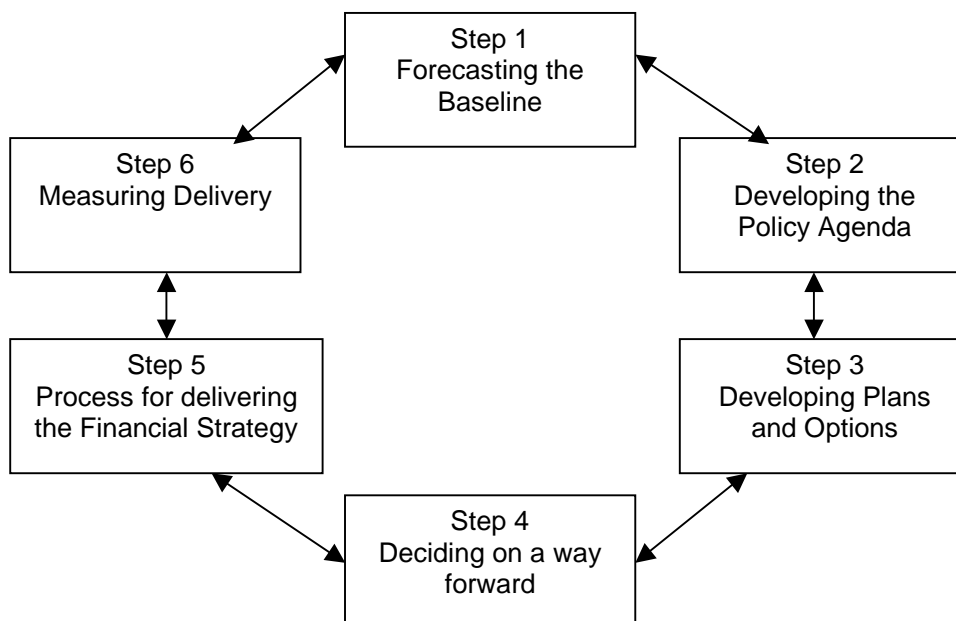 Step 1
Forecasting the
Baseline
Step 2
Developing the
Policy Agenda
Step 3
Developing Plans
and Options
Step 4
Deciding on a way
forward
Step 5
Process for delivering
the Financial Strategy
Step 6
Measuring Delivery